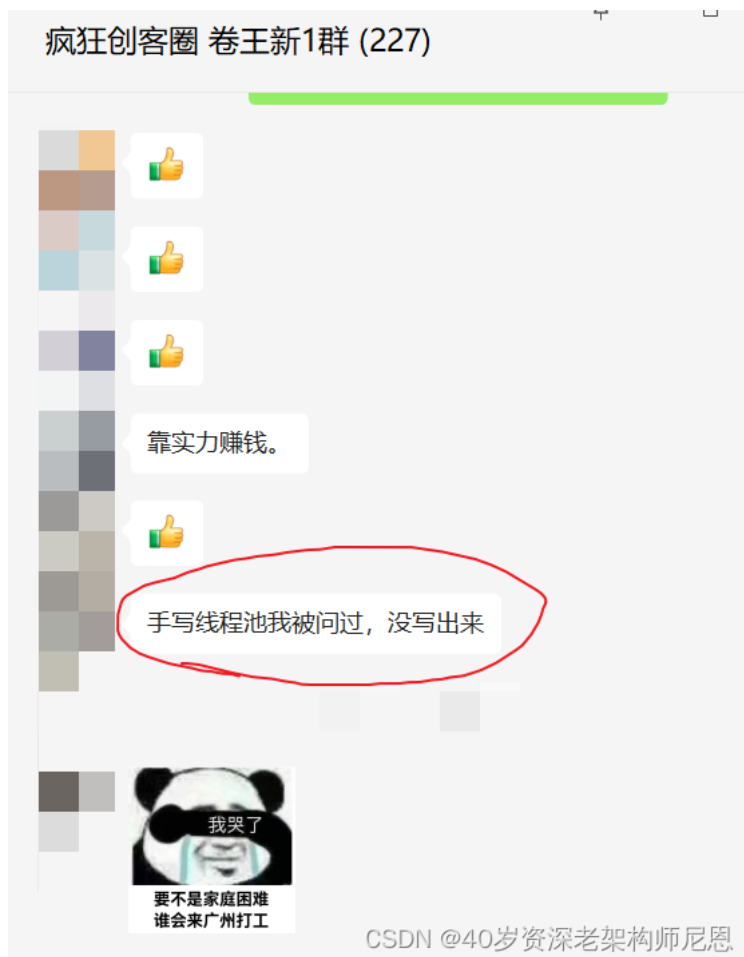 疯狂创客圈 卷王新1群 (227)
靠实力赚钱。
手写线程池我被问过，没写出来
我哭了
要不是家庭困难
谁会来广州打工
CSDN @40岁资深老架构师尼恩